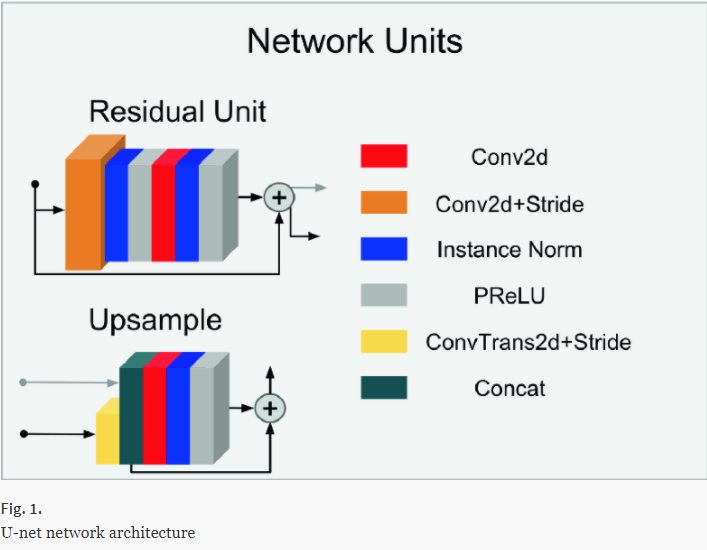 Network Units
Residual Unit
Conv2d
Conv2d+Stride
Instance Norm
PReLU
Upsample
ConvTrans2d+Stride
Concat
Fig. 1.
U-net network architecture